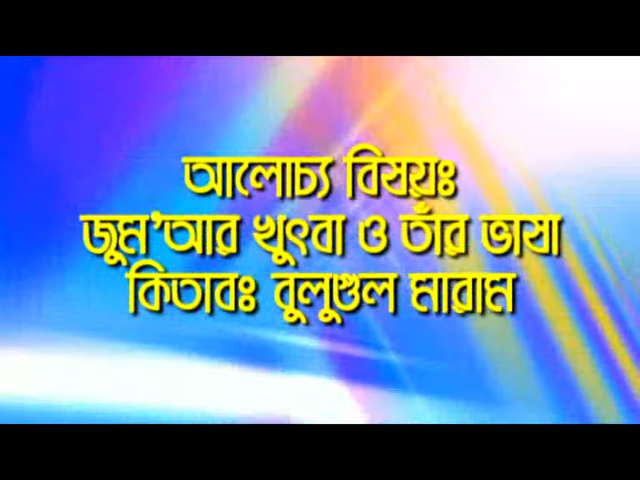 আলোচ্য বিষয়ঃ
জুম'আর খুৎবা ও তাঁর ভাষা
কিতাবঃ বুলুগুল মারাম